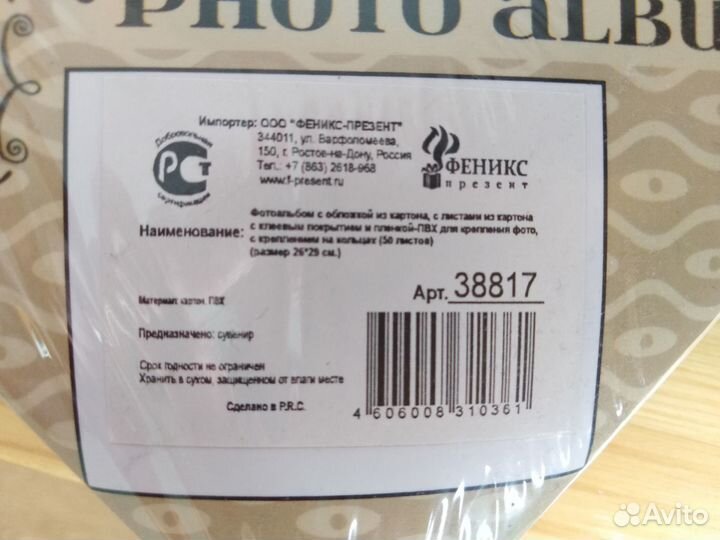 PHOTO ALBU
Импортер: ООО "ФЕНИКС-ПРЕЗЕНТ"
344011, ул. Варфоломеева,
150, г. Ростов-на-Дону, Россия
Тел.: +7 (863) 2618-968
www.f-present.ru
Добровольная
РСТ
сертификация
ФЕНИКС
презент
Наименование:
Фотоальбом с обложкой из картона, с листами из картона
с клеевым покрытием и пленкой-ПВХ для крепления фото,
с креплением на кольцах (50 листов)
(размер 26*29 см.)
Арт. 38817
Материал: картон, ПВХ
Предназначено: сувенир
Срок годности не ограничен
Хранить в сухом, защищенном от влаги месте
Сделано в P.R.C.
4 606008 310361
Avito